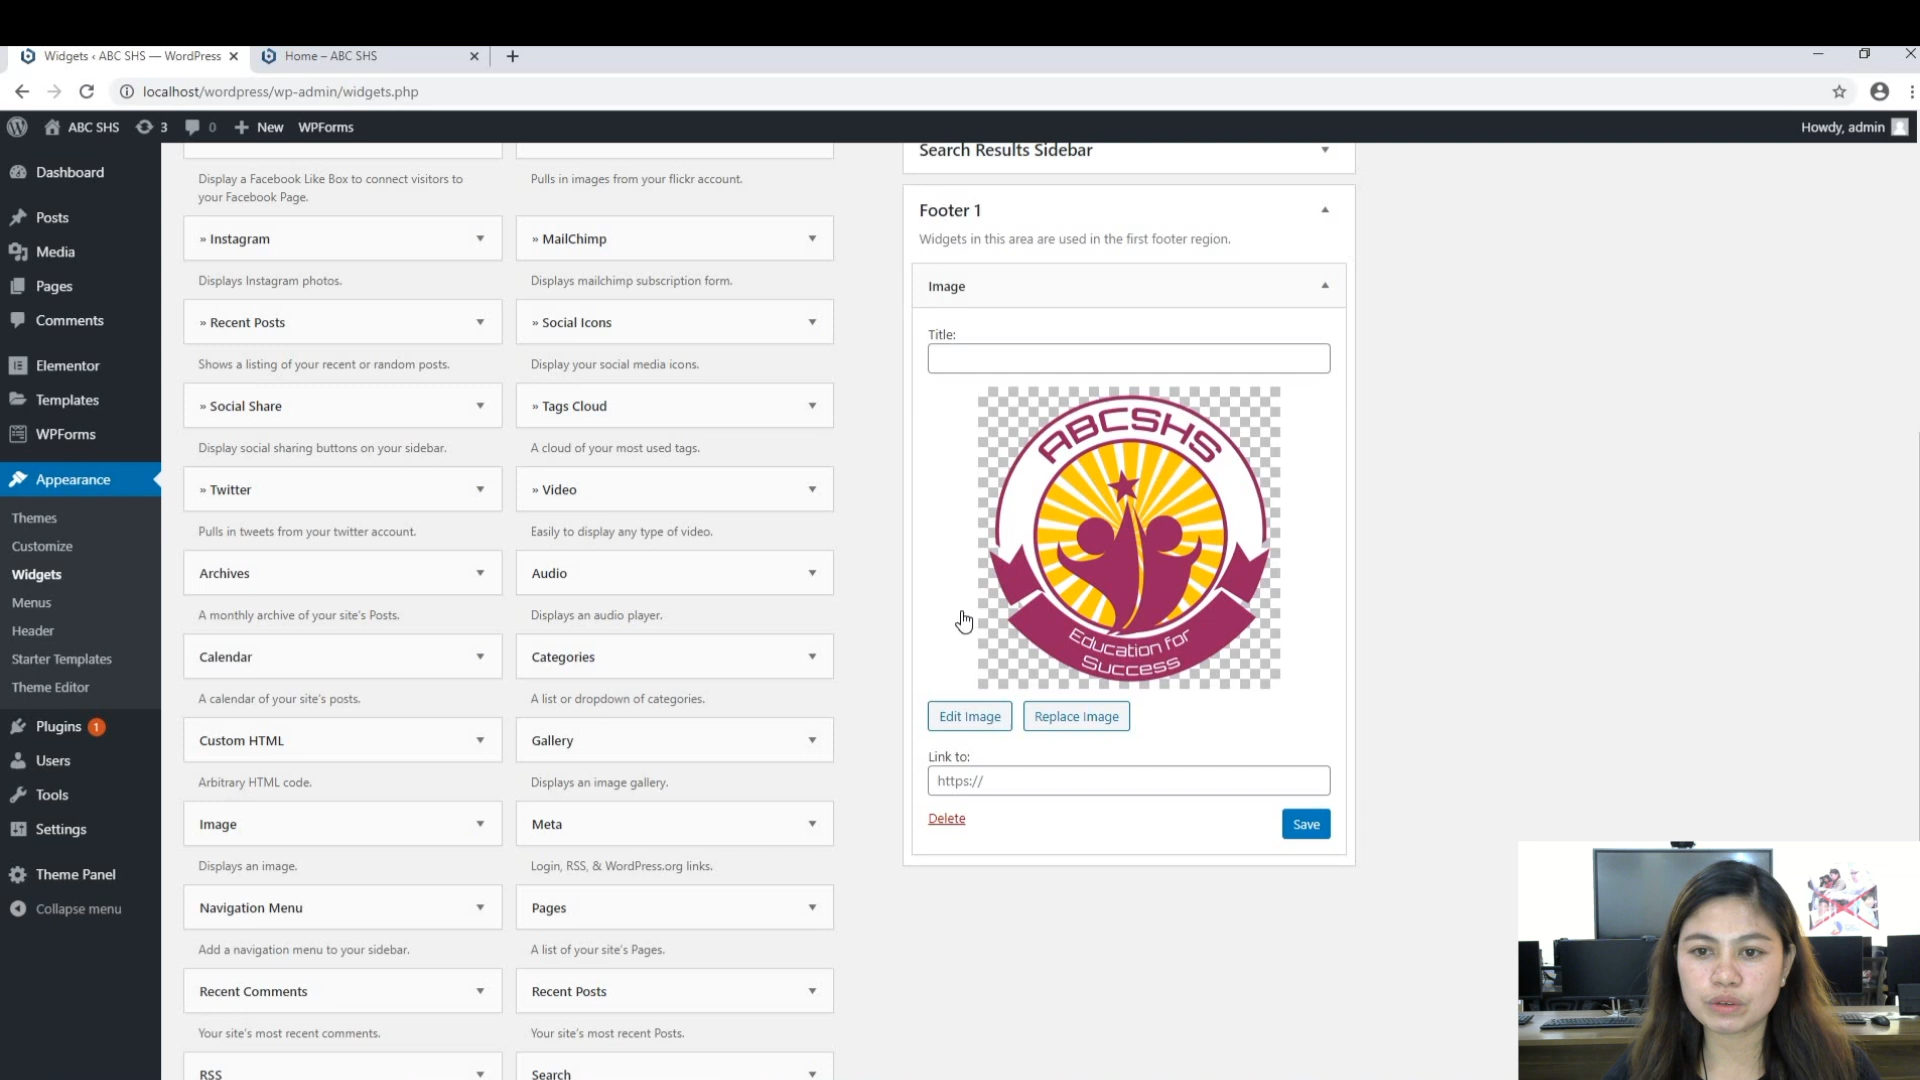 Widgets ‹ ABC SHS — WordPress
Home – ABC SHS
localhost/wordpress/wp-admin/widgets.php
ABC SHS
3
0
New
WPForms
Howdy, admin
Dashboard
Posts
Media
Pages
Comments
Elementor
Templates
WPForms
Appearance
Themes
Customize
Widgets
Menus
Header
Starter Templates
Theme Editor
Plugins 1
Users
Tools
Settings
Theme Panel
Collapse menu
Display a Facebook Like Box to connect visitors to
your Facebook Page.
Pulls in images from your flickr account.
» Instagram
» MailChimp
Displays Instagram photos.
Displays mailchimp subscription form.
» Recent Posts
» Social Icons
Shows a listing of your recent or random posts.
Display your social media icons.
» Social Share
» Tags Cloud
Display social sharing buttons on your sidebar.
A cloud of your most used tags.
» Twitter
» Video
Pulls in tweets from your twitter account.
Easily to display any type of video.
Archives
Audio
A monthly archive of your site's Posts.
Displays an audio player.
Calendar
Categories
A calendar of your site's posts.
A list or dropdown of categories.
Custom HTML
Gallery
Arbitrary HTML code.
Displays an image gallery.
Image
Meta
Displays an image.
Login, RSS, & WordPress.org links.
Navigation Menu
Pages
Add a navigation menu to your sidebar.
A list of your site's Pages.
Recent Comments
Recent Posts
Your site's most recent comments.
Your site's most recent Posts.
RSS
Search
Search Results Sidebar
Footer 1
Widgets in this area are used in the first footer region.
Image
Title:
ABCSHS
Education for
Success
Edit Image
Replace Image
Link to:
https://
Delete
Save